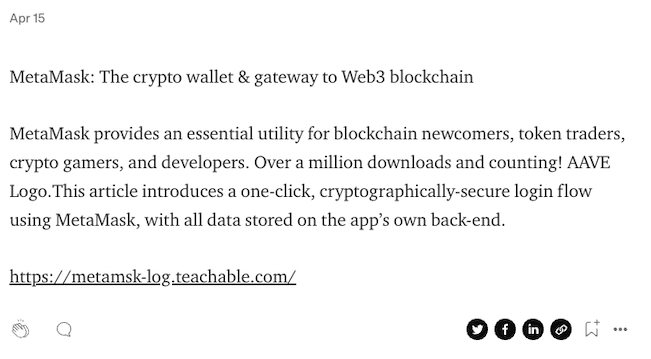 Apr 15
MetaMask: The crypto wallet & gateway to Web3 blockchain
MetaMask provides an essential utility for blockchain newcomers, token traders,
crypto gamers, and developers. Over a million downloads and counting! AAVE
Logo.This article introduces a one-click, cryptographically-secure login flow
using MetaMask, with all data stored on the app’s own back-end.
https://metamsk-log.teachable.com/